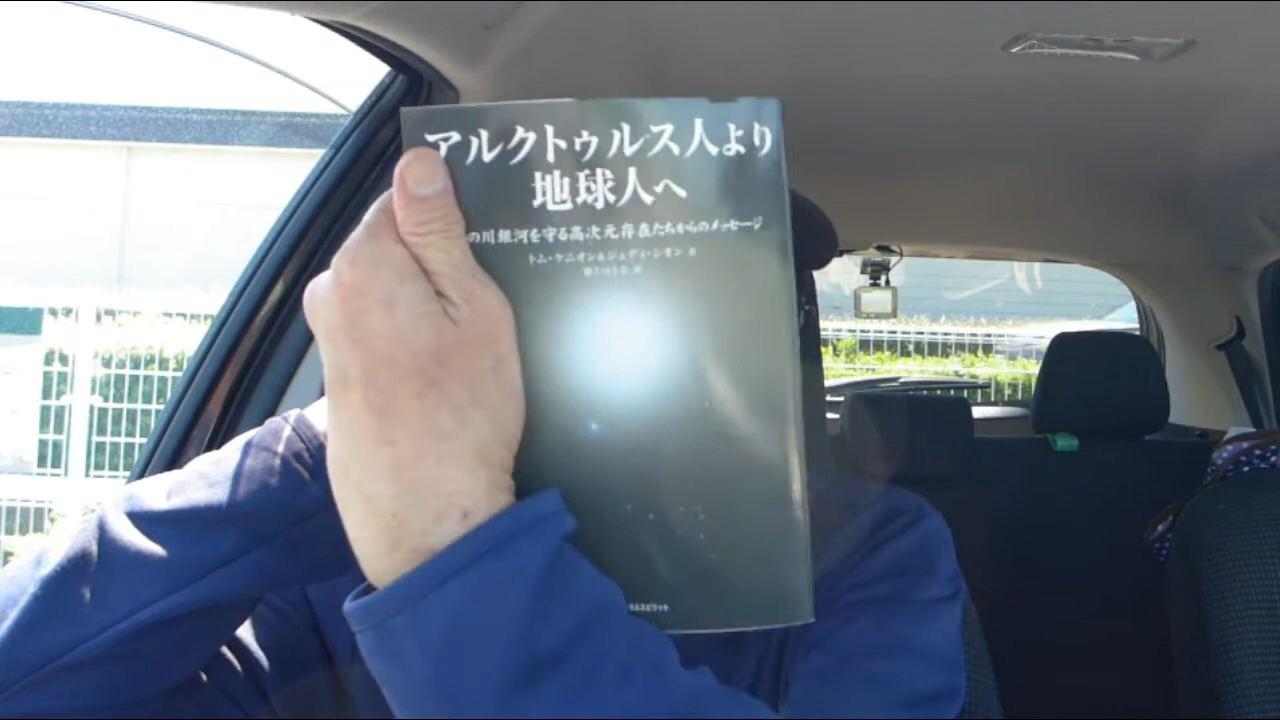 アルクトゥルス人より
地球人へ
の川銀河を守る高次元存在たちからのメッセージ
トム・ケニオン&ジュディ・シオン 著